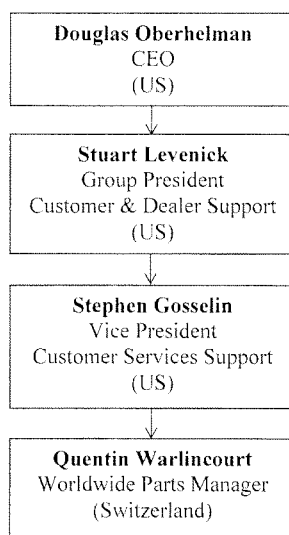 Douglas Oberhelman
CEO
(US)
Stuart Levenick
Group President
Customer & Dealer Support
(US)
Stephen Gosselin
Vice President
Customer Services Support
(US)
Quentin Warlincourt
Worldwide Parts Manager
(Switzerland)